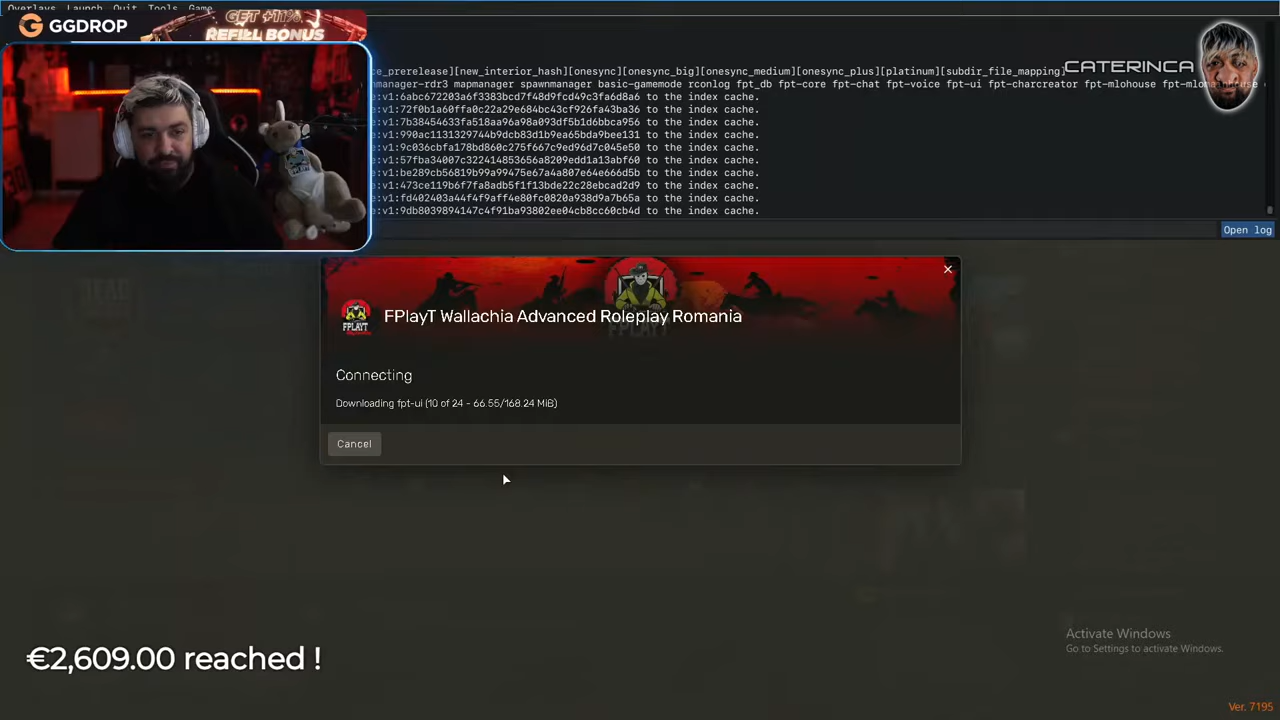 Overlays Launch Quit Tools Game
GGDROP
GET +11%
REFILL BONUS
ce_prerelease][new_interior_hash][onesync][onesync_big][onesync_medium][onesync_plus][platinum][subdir_file_mapping]
CATERINCA
nmanager-rdr3 mapmanager spawnmanager basic-gamemode rconlog fpt_db fpt-core fpt-chat fpt-voice fpt-ui fpt-charcreator fpt-mlohouse
e:v1:6abc672203a6f3383bcd7f48d9fcd49c3fa6d8a6 to the index cache.
e:v1:72f0b1a60ffa0c22a29e684bc43cf926fa43ba36 to the index cache.
e:v1:7b38454633fa518aa96a98a093df5b1d6bbca956 to the index cache.
e:v1:990ac1131329744b9dcb83d1b9ea65bda9bee131 to the index cache.
e:v1:9c036cbfa178bd860c275f667c9ed96d7c045e50 to the index cache.
e:v1:57fba34007c322414853656a8209edd1a13abf60 to the index cache.
e:v1:be289cb56819b99a99475e67a4a807e64e666d5b to the index cache.
e:v1:473ce119b6f7fa8adb5f1f13bde22c28ebcad2d9 to the index cache.
e:v1:fd402403a44f4f9aff4e80fc0820a938d9a7b65a to the index cache.
e:v1:9db8039894147c4f91ba93802ee04cb8cc60cb4d to the index cache.
Open log
FPLAYT
FPlayT Wallachia Advanced Roleplay Romania
Connecting
Downloading fpt-ui (10 of 24 - 66.55/168.24 MiB)
Cancel
Activate Windows
Go to Settings to activate Windows.
€2,609.00 reached !
Ver. 7195